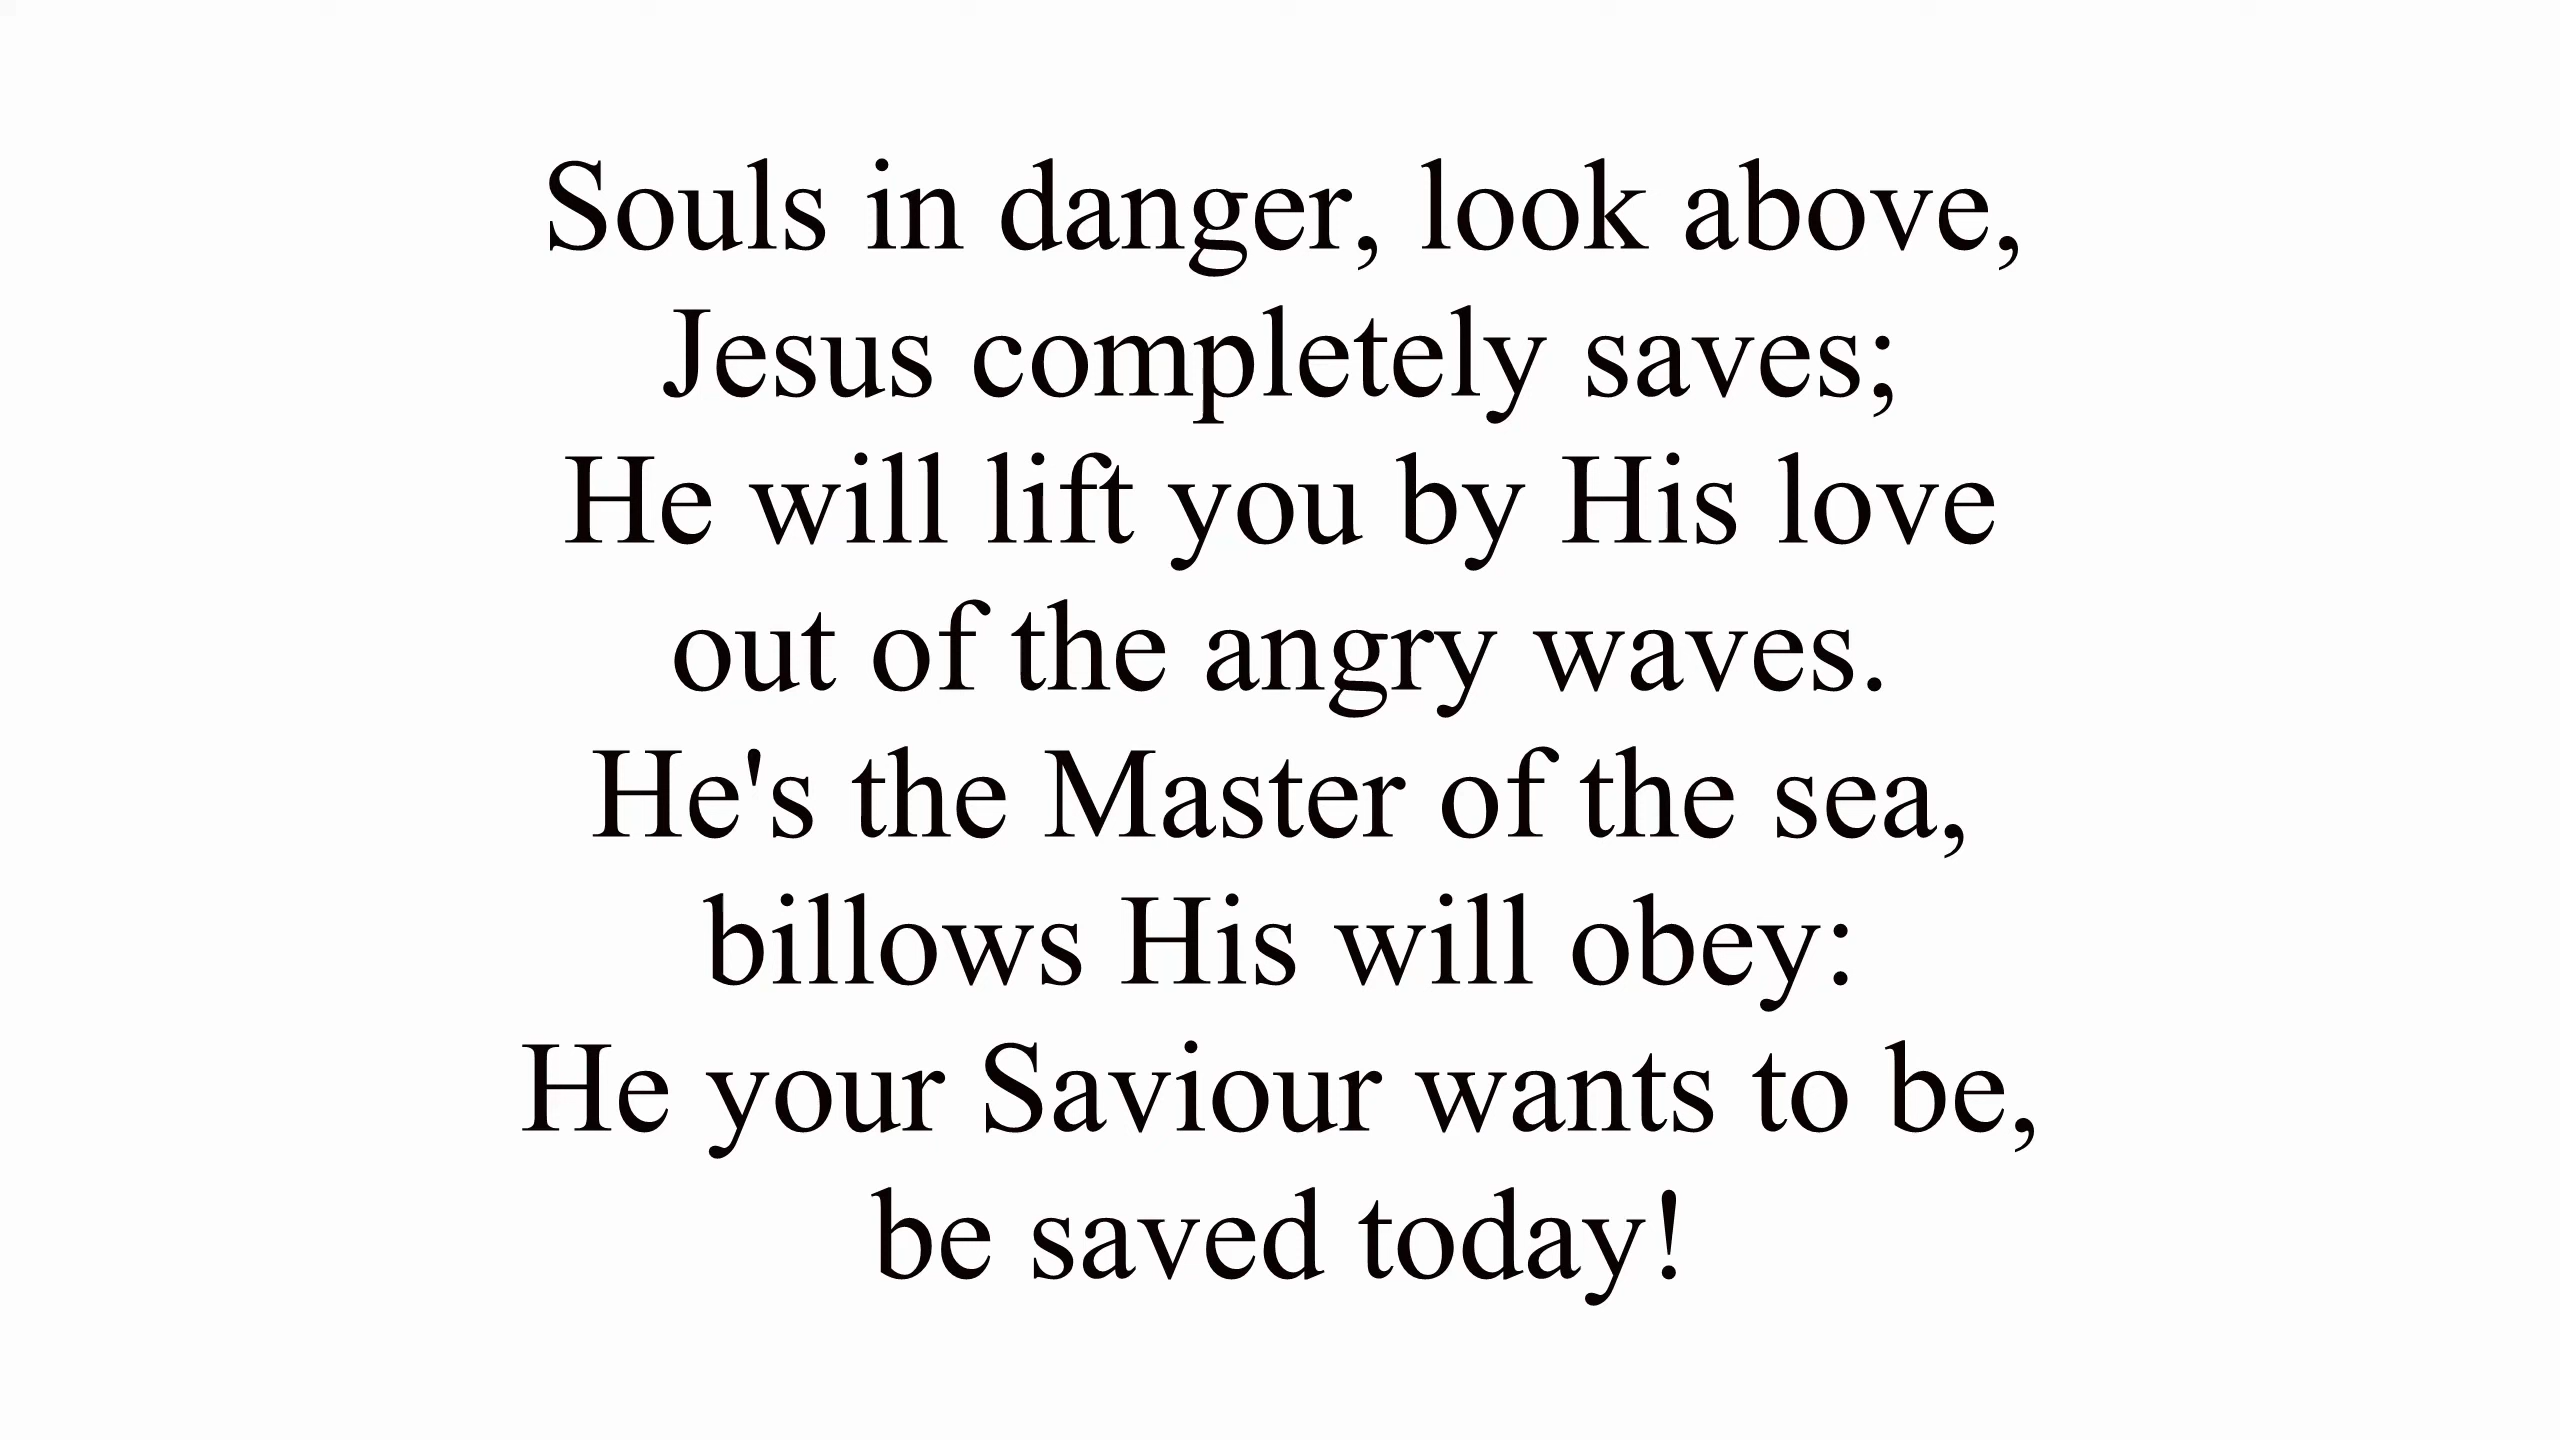 Souls in danger, look above,
Jesus completely saves;
He will lift you by His love
out of the angry waves.
He's the Master of the sea,
billows His will obey:
He your Saviour wants to be,
be saved today!